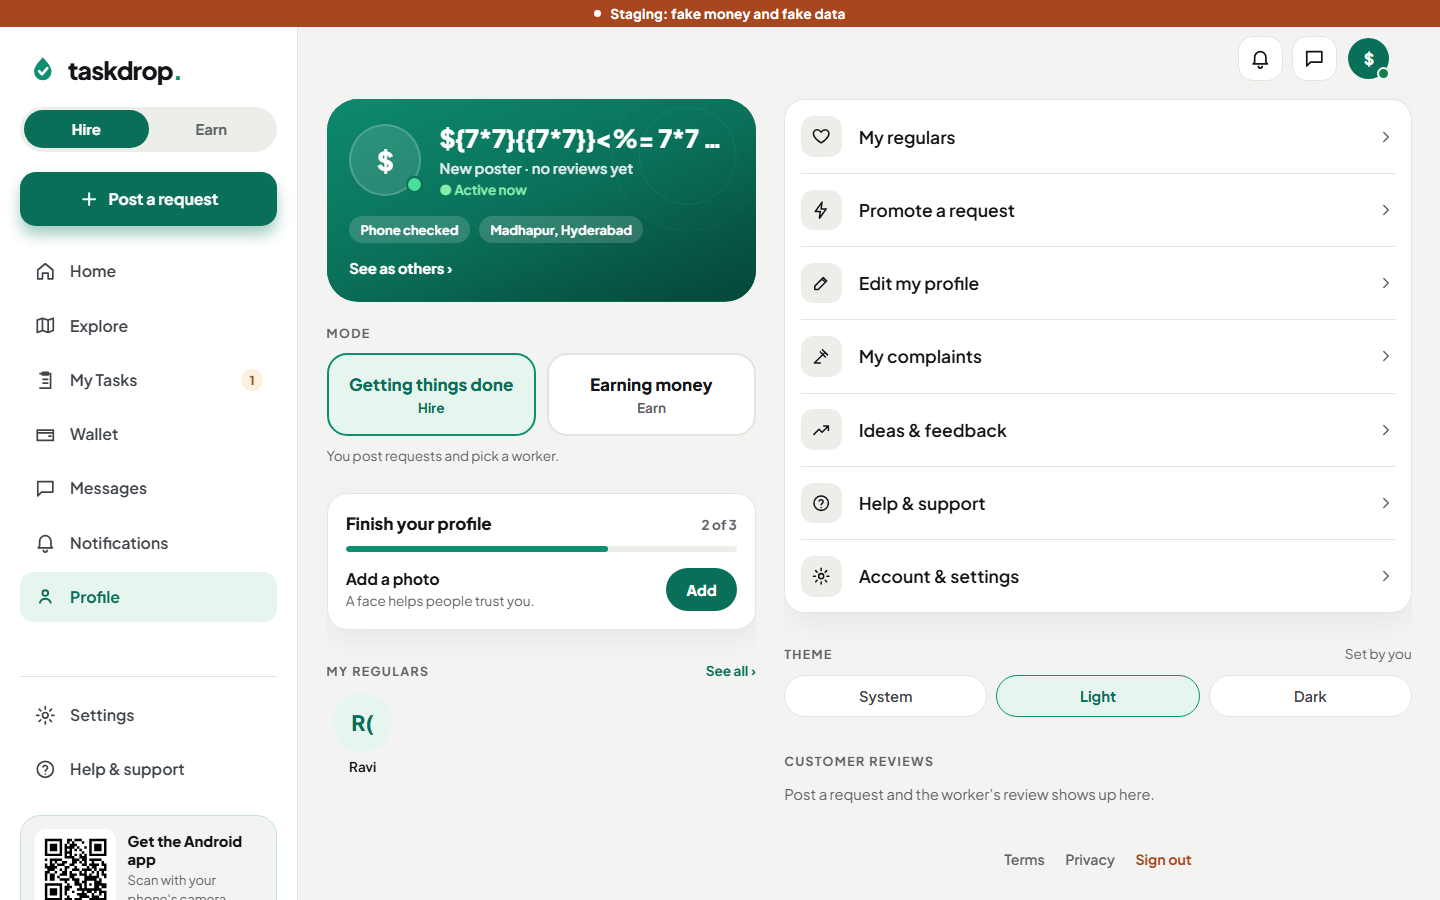 Staging: fake money and fake data
taskdrop.
Hire
Earn
Post a request
Home
Explore
My Tasks
1
Wallet
Messages
Notifications
Profile
Settings
Help & support
Get the Android
app
Scan with your
phone's camera
$
$
${7*7}{{7*7}}<%= 7*7 ...
New poster · no reviews yet
Active now
Phone checked
Madhapur, Hyderabad
See as others ›
MODE
Getting things done
Hire
Earning money
Earn
You post requests and pick a worker.
Finish your profile
2 of 3
Add a photo
A face helps people trust you.
Add
MY REGULARS
See all ›
R(
Ravi
My regulars
Promote a request
Edit my profile
My complaints
Ideas & feedback
Help & support
Account & settings
THEME
Set by you
System
Light
Dark
CUSTOMER REVIEWS
Post a request and the worker's review shows up here.
Terms
Privacy
Sign out